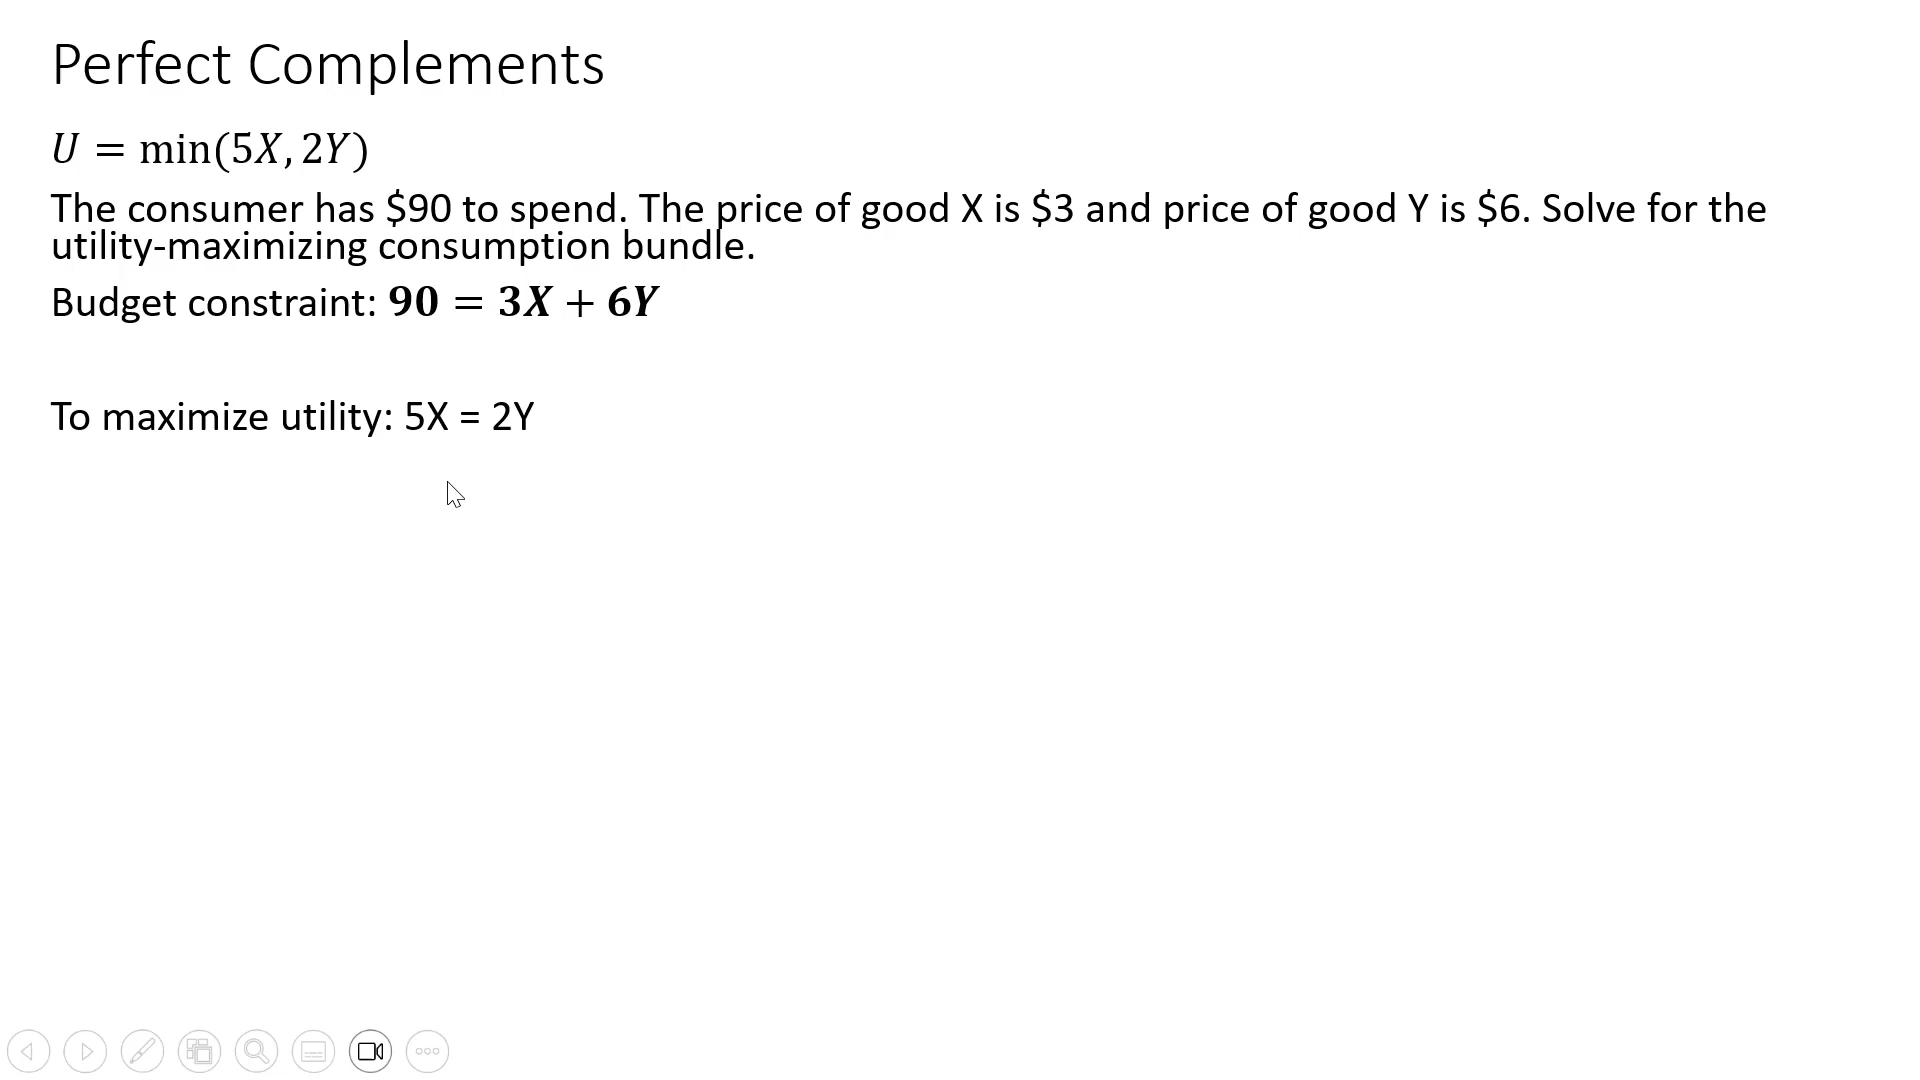 Perfect Complements
𝑈 = min(5𝑋, 2𝑌)
The consumer has $90 to spend. The price of good X is $3 and price of good Y is $6. Solve for the
utility-maximizing consumption bundle.
Budget constraint: 𝟗𝟎 = 𝟑𝑿 + 𝟔𝒀
To maximize utility: 5X = 2Y